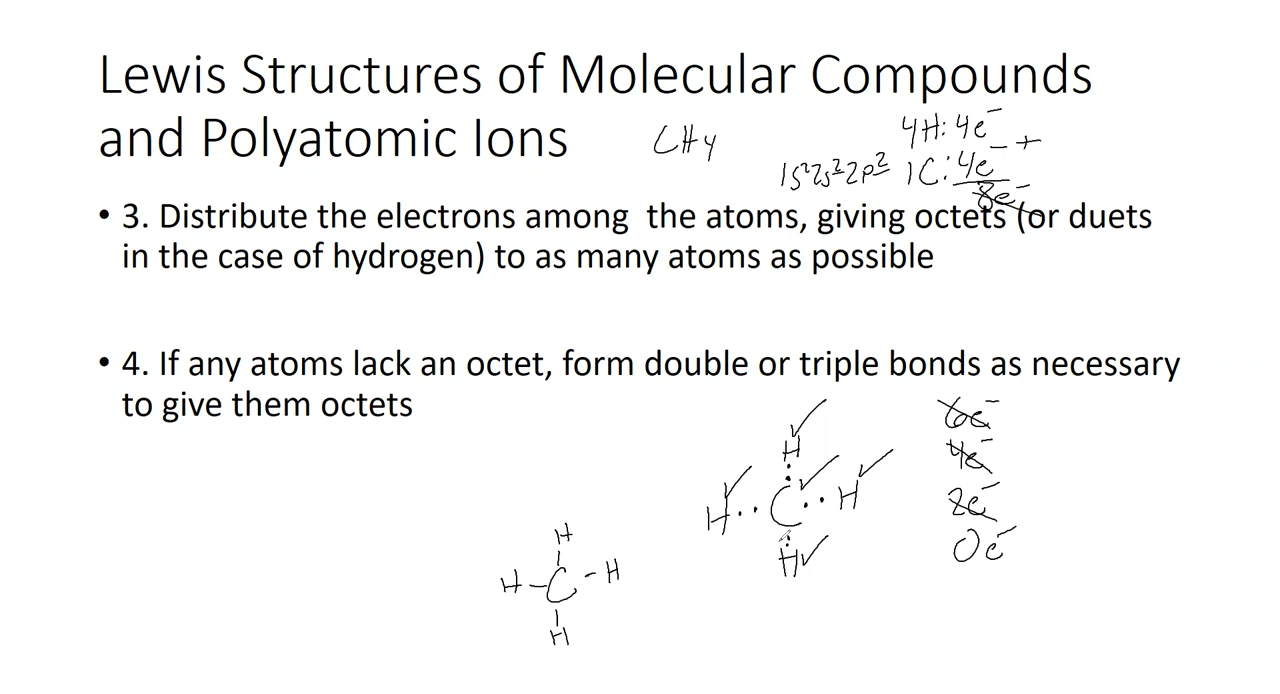 Lewis Structures of Molecular Compounds
and Polyatomic Ions
CH4
4H: 4e⁻
+
1s²2s²2p² 1C: 4e⁻
8e⁻
• 3. Distribute the electrons among the atoms, giving octets (or duets
in the case of hydrogen) to as many atoms as possible
• 4. If any atoms lack an octet, form double or triple bonds as necessary
to give them octets
6e⁻
4e⁻
2e⁻
0e⁻
H
H··C··H
H
H
H-C-H
H